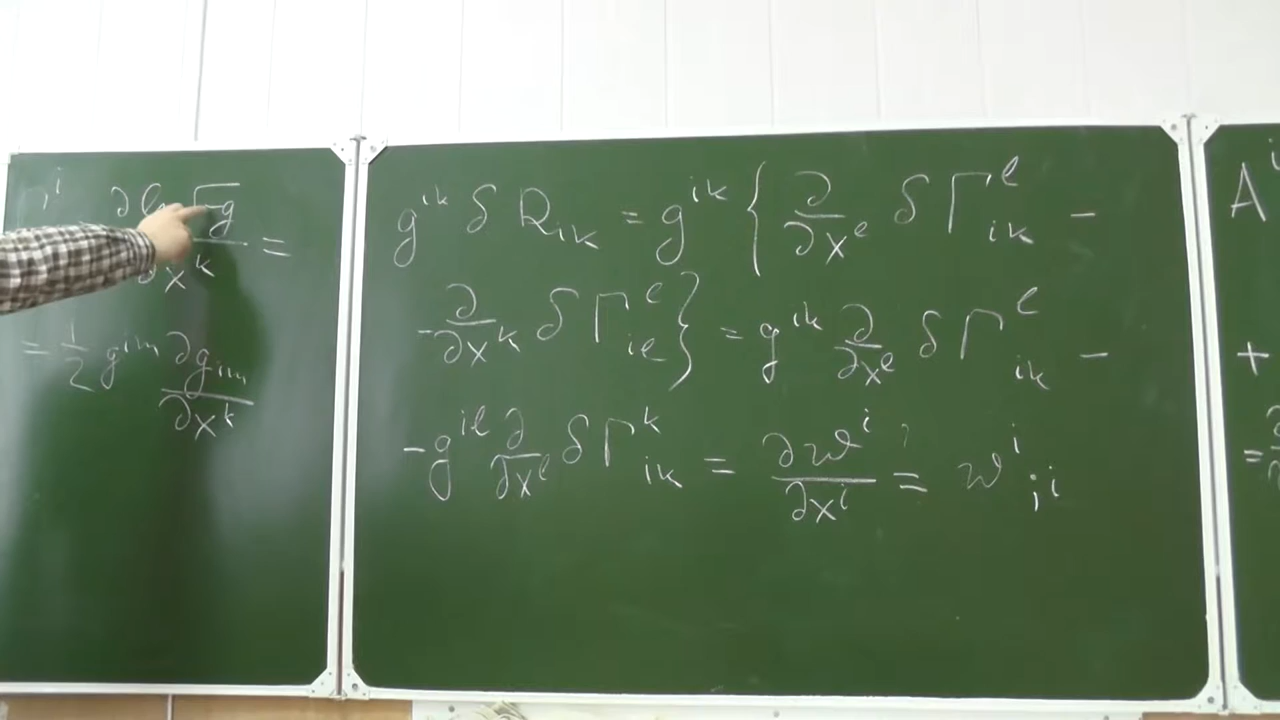 ;i ∂ln √-g / ∂x^k =
= 1/2 g^{im} ∂g_{im} / ∂x^k
g^{ik} δ R_{ik} = g^{ik} { ∂/∂x^l δΓ^l_{ik} −
− ∂/∂x^k δΓ^l_{il} } = g^{ik} ∂/∂x^l δΓ^l_{ik} −
− g^{il} ∂/∂x^l δΓ^k_{ik} = ∂w^i / ∂x^i = w^i_{;i}
A^i
+
=